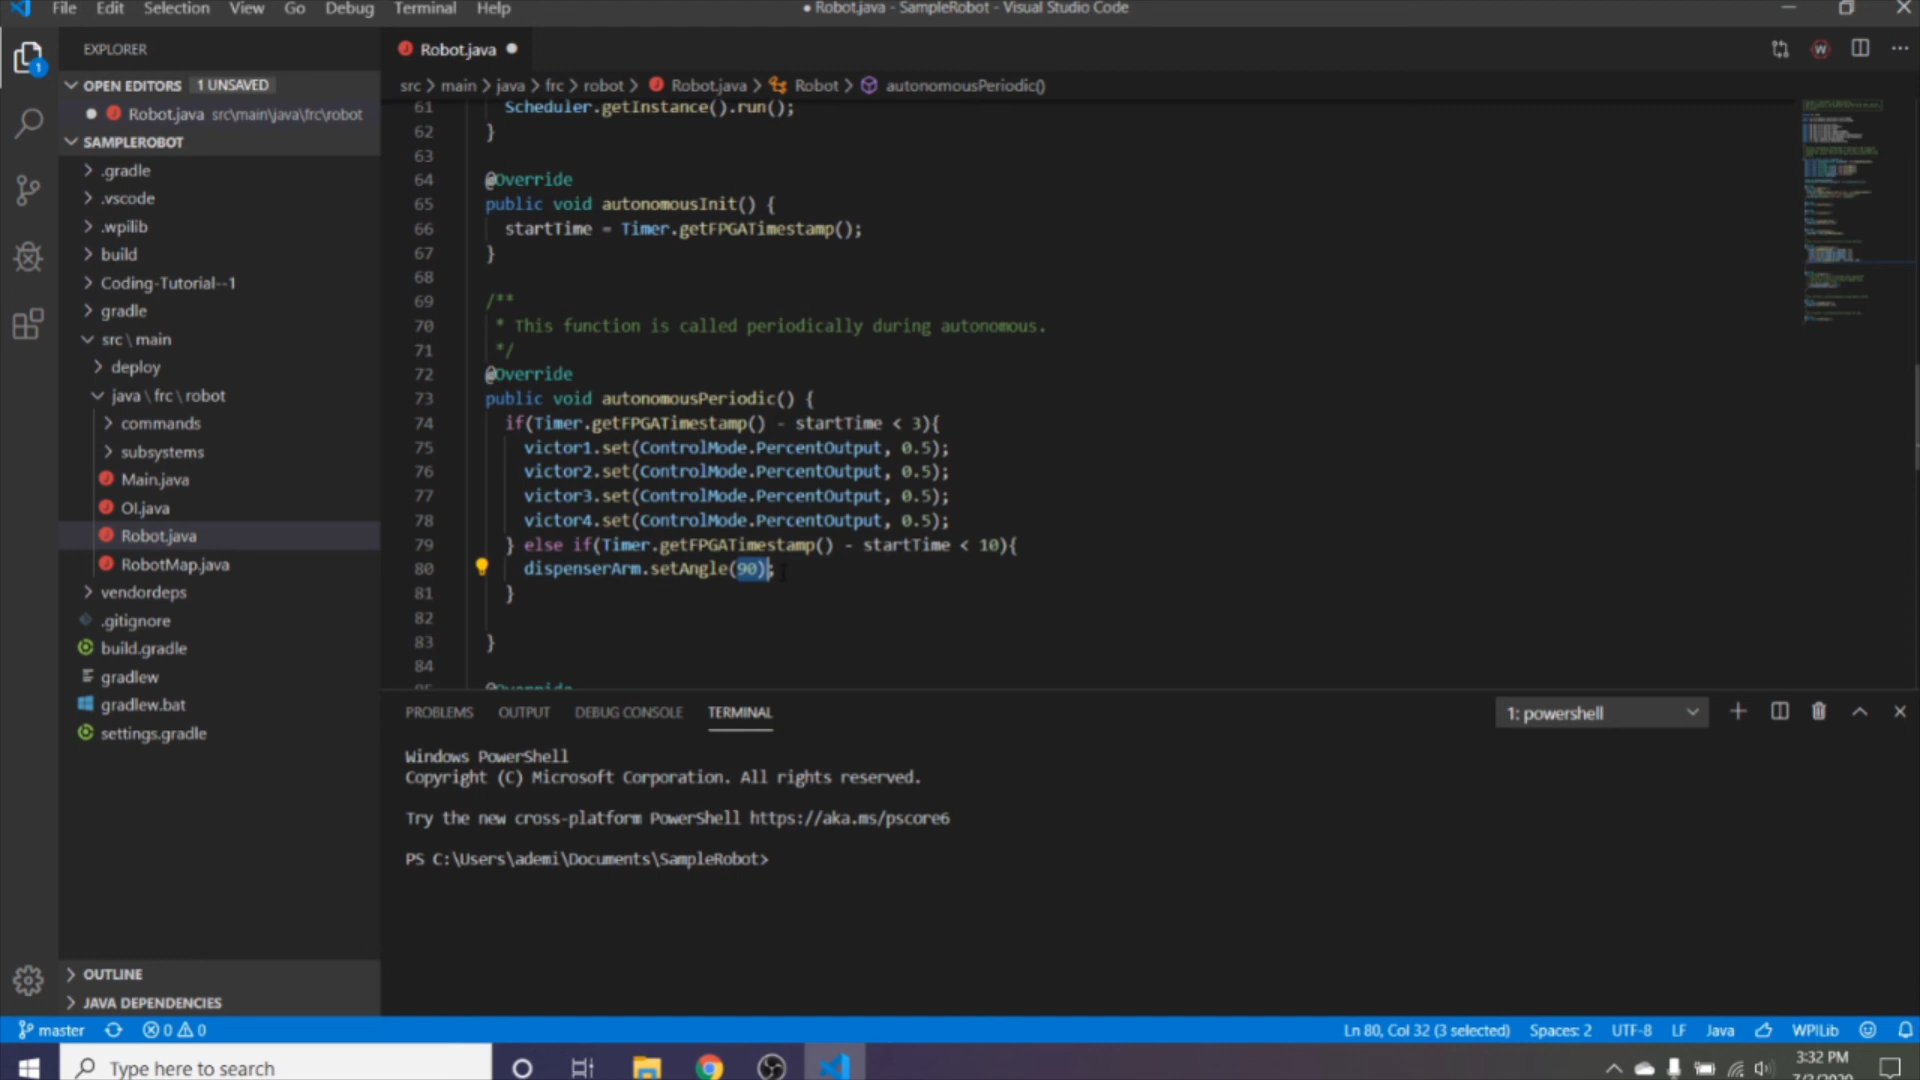 File Edit Selection View Go Debug Terminal Help
● Robot.java - SampleRobot - Visual Studio Code
EXPLORER
OPEN EDITORS 1 UNSAVED
Robot.java src\main\java\frc\robot
SAMPLEROBOT
.gradle
.vscode
.wpilib
build
Coding-Tutorial--1
gradle
src \ main
deploy
java \ frc \ robot
commands
subsystems
Main.java
OI.java
Robot.java
RobotMap.java
vendordeps
.gitignore
build.gradle
gradlew
gradlew.bat
settings.gradle
OUTLINE
JAVA DEPENDENCIES
Robot.java ●
src > main > java > frc > robot > Robot.java > Robot > autonomousPeriodic()
61 Scheduler.getInstance().run();
62 }
63
64 @Override
65 public void autonomousInit() {
66 startTime = Timer.getFPGATimestamp();
67 }
68
69 /**
70 * This function is called periodically during autonomous.
71 */
72 @Override
73 public void autonomousPeriodic() {
74 if(Timer.getFPGATimestamp() - startTime < 3){
75 victor1.set(ControlMode.PercentOutput, 0.5);
76 victor2.set(ControlMode.PercentOutput, 0.5);
77 victor3.set(ControlMode.PercentOutput, 0.5);
78 victor4.set(ControlMode.PercentOutput, 0.5);
79 } else if(Timer.getFPGATimestamp() - startTime < 10){
80 dispenserArm.setAngle(90);
81 }
82
83 }
84
PROBLEMS OUTPUT DEBUG CONSOLE TERMINAL
1: powershell
Windows PowerShell
Copyright (C) Microsoft Corporation. All rights reserved.
Try the new cross-platform PowerShell https://aka.ms/pscore6
PS C:\Users\ademi\Documents\SampleRobot>
master 0 0
Ln 80, Col 32 (3 selected) Spaces: 2 UTF-8 LF Java WPILib
Type here to search
3:32 PM